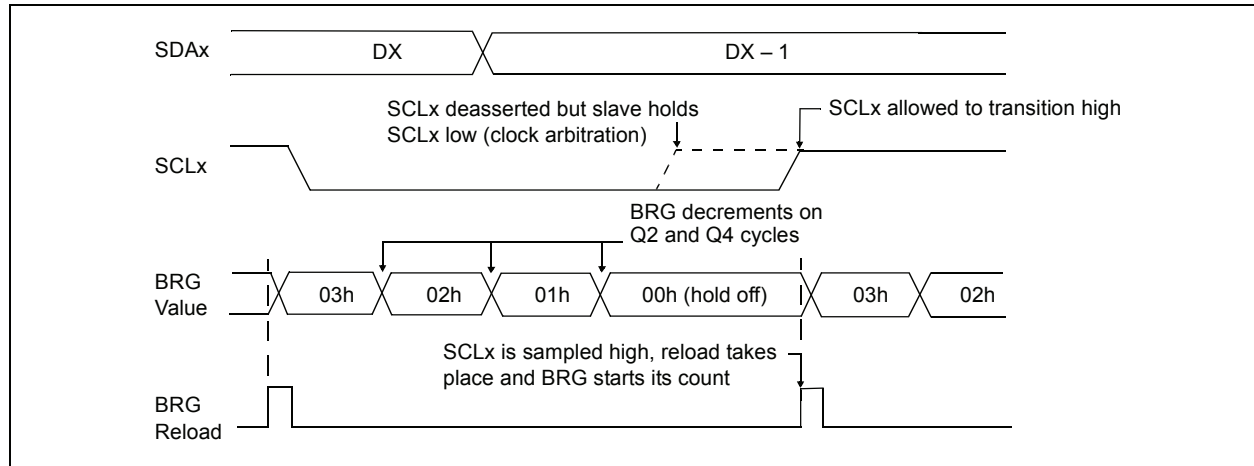 SDAx
DX
DX – 1
SCLx deasserted but slave holds
SCLx low (clock arbitration)
SCLx allowed to transition high
SCLx
BRG decrements on
Q2 and Q4 cycles
BRG
Value
03h
02h
01h
00h (hold off)
03h
02h
SCLx is sampled high, reload takes
place and BRG starts its count
BRG
Reload